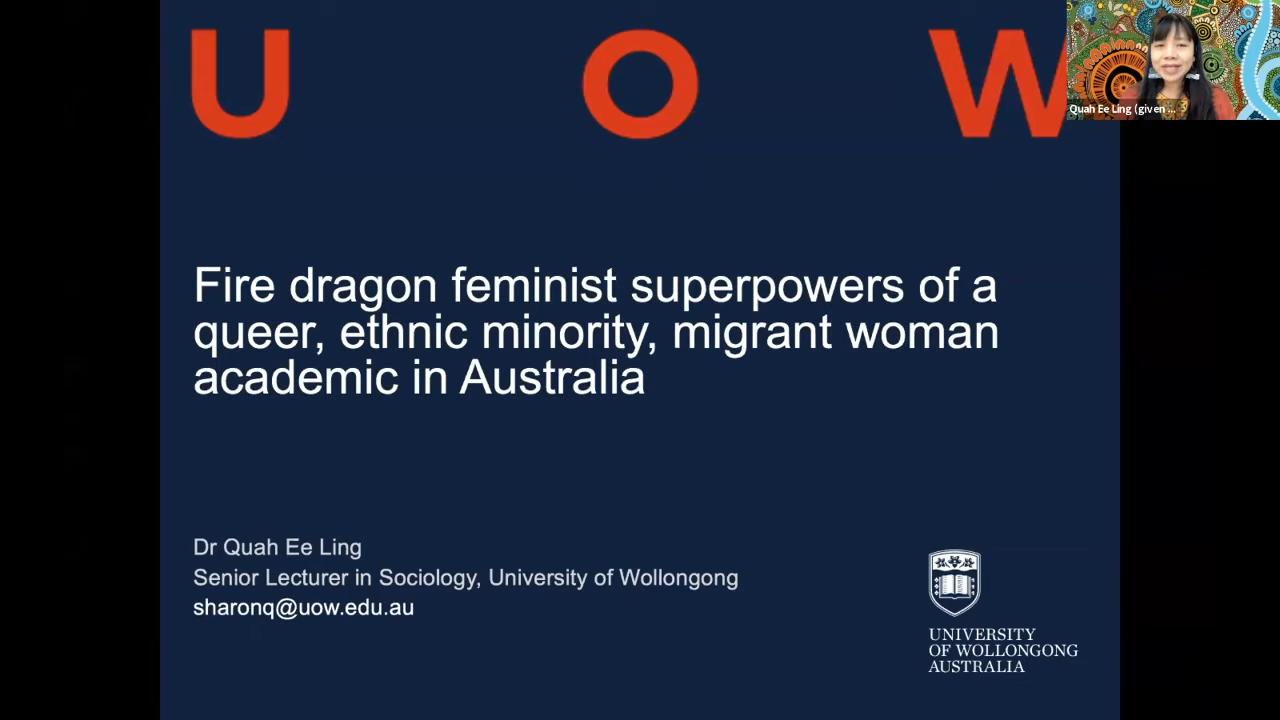 U O W
Quah Ee Ling (given ...
Fire dragon feminist superpowers of a
queer, ethnic minority, migrant woman
academic in Australia
Dr Quah Ee Ling
Senior Lecturer in Sociology, University of Wollongong
sharonq@uow.edu.au
UNIVERSITY
OF WOLLONGONG
AUSTRALIA